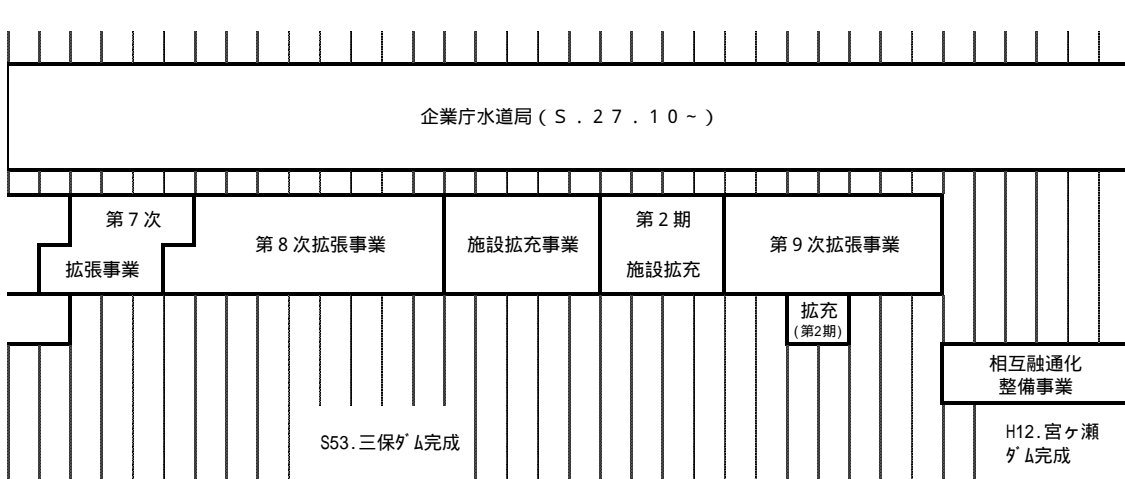 企業庁水道局(S.27.10~)
第7次
拡張事業
第8次拡張事業
施設拡充事業
第2期
施設拡充
第9次拡張事業
拡充
(第2期)
相互融通化
整備事業
S53.三保ﾀﾞﾑ完成
H12.宮ヶ瀬
ﾀﾞﾑ完成